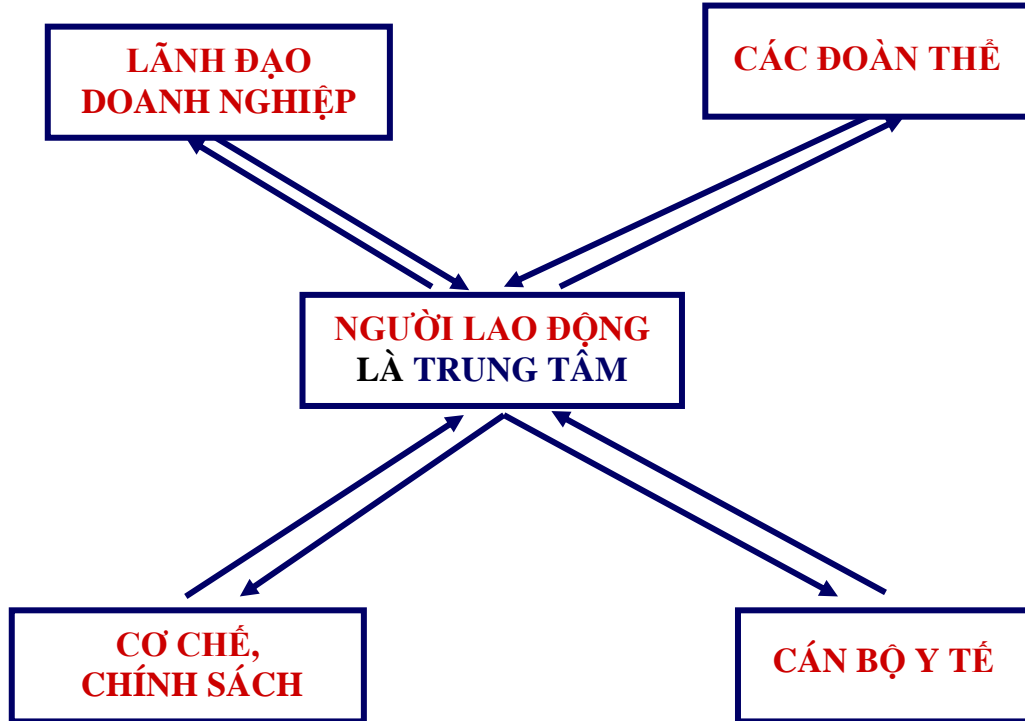 LÃNH ĐẠO
DOANH NGHIỆP
CÁC ĐOÀN THỂ
NGƯỜI LAO ĐỘNG
LÀ TRUNG TÂM
CƠ CHẾ,
CHÍNH SÁCH
CÁN BỘ Y TẾ